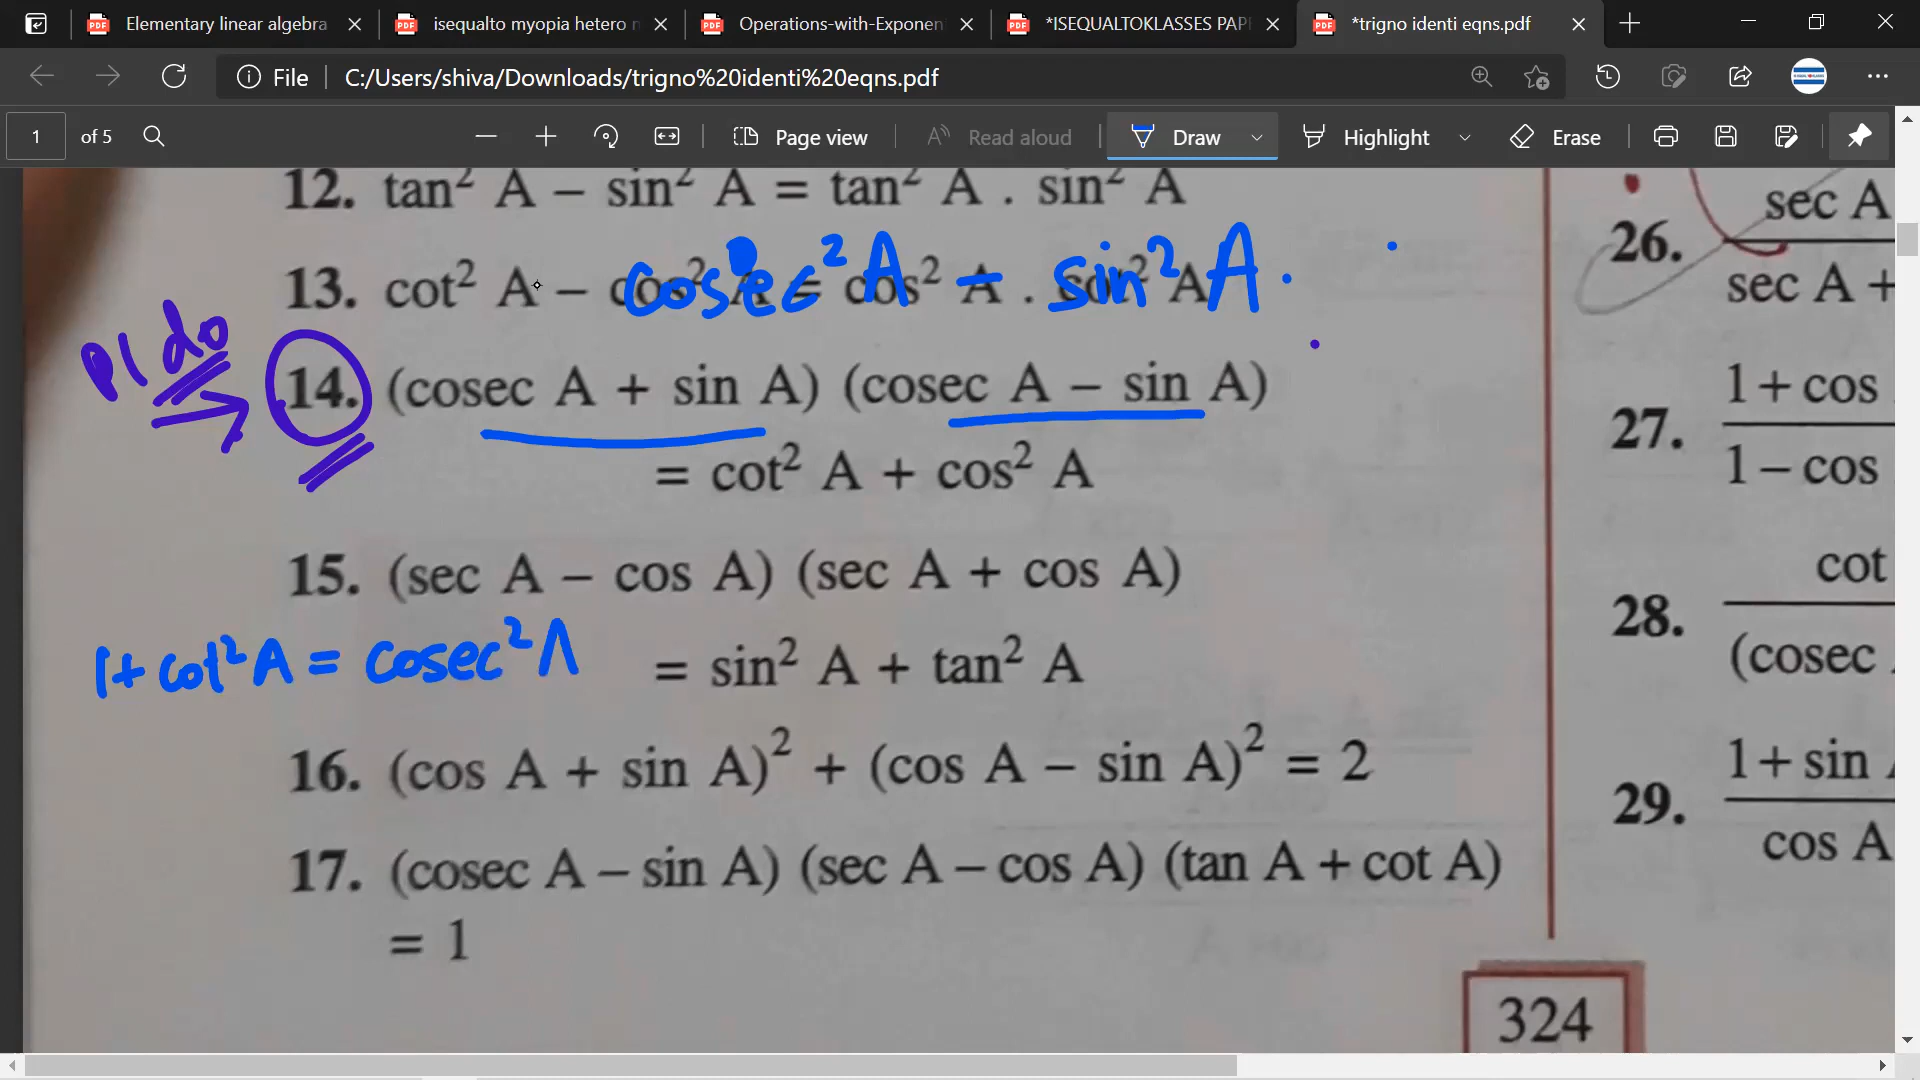 Elementary linear algebra
isequalto myopia hetero
Operations-with-Exponen
*ISEQUALTOKLASSES PAP
*trigno identi eqns.pdf
File
C:/Users/shiva/Downloads/trigno%20identi%20eqns.pdf
1 of 5
Page view
Read aloud
Draw
Highlight
Erase
12. tan² A − sin² A = tan² A . sin² A
cosec²A − sin²A.
13. cot² A − cos² A = cos² A . cot² A
Pl do
14. (cosec A + sin A) (cosec A − sin A)
= cot² A + cos² A
15. (sec A − cos A) (sec A + cos A)
1+cot²A = cosec²A
= sin² A + tan² A
16. (cos A + sin A)² + (cos A − sin A)² = 2
17. (cosec A − sin A) (sec A − cos A) (tan A + cot A)
= 1
26. sec A
sec A +
27. 1 + cos
1 − cos
28. cot
(cosec
29. 1 + sin
cos A
324